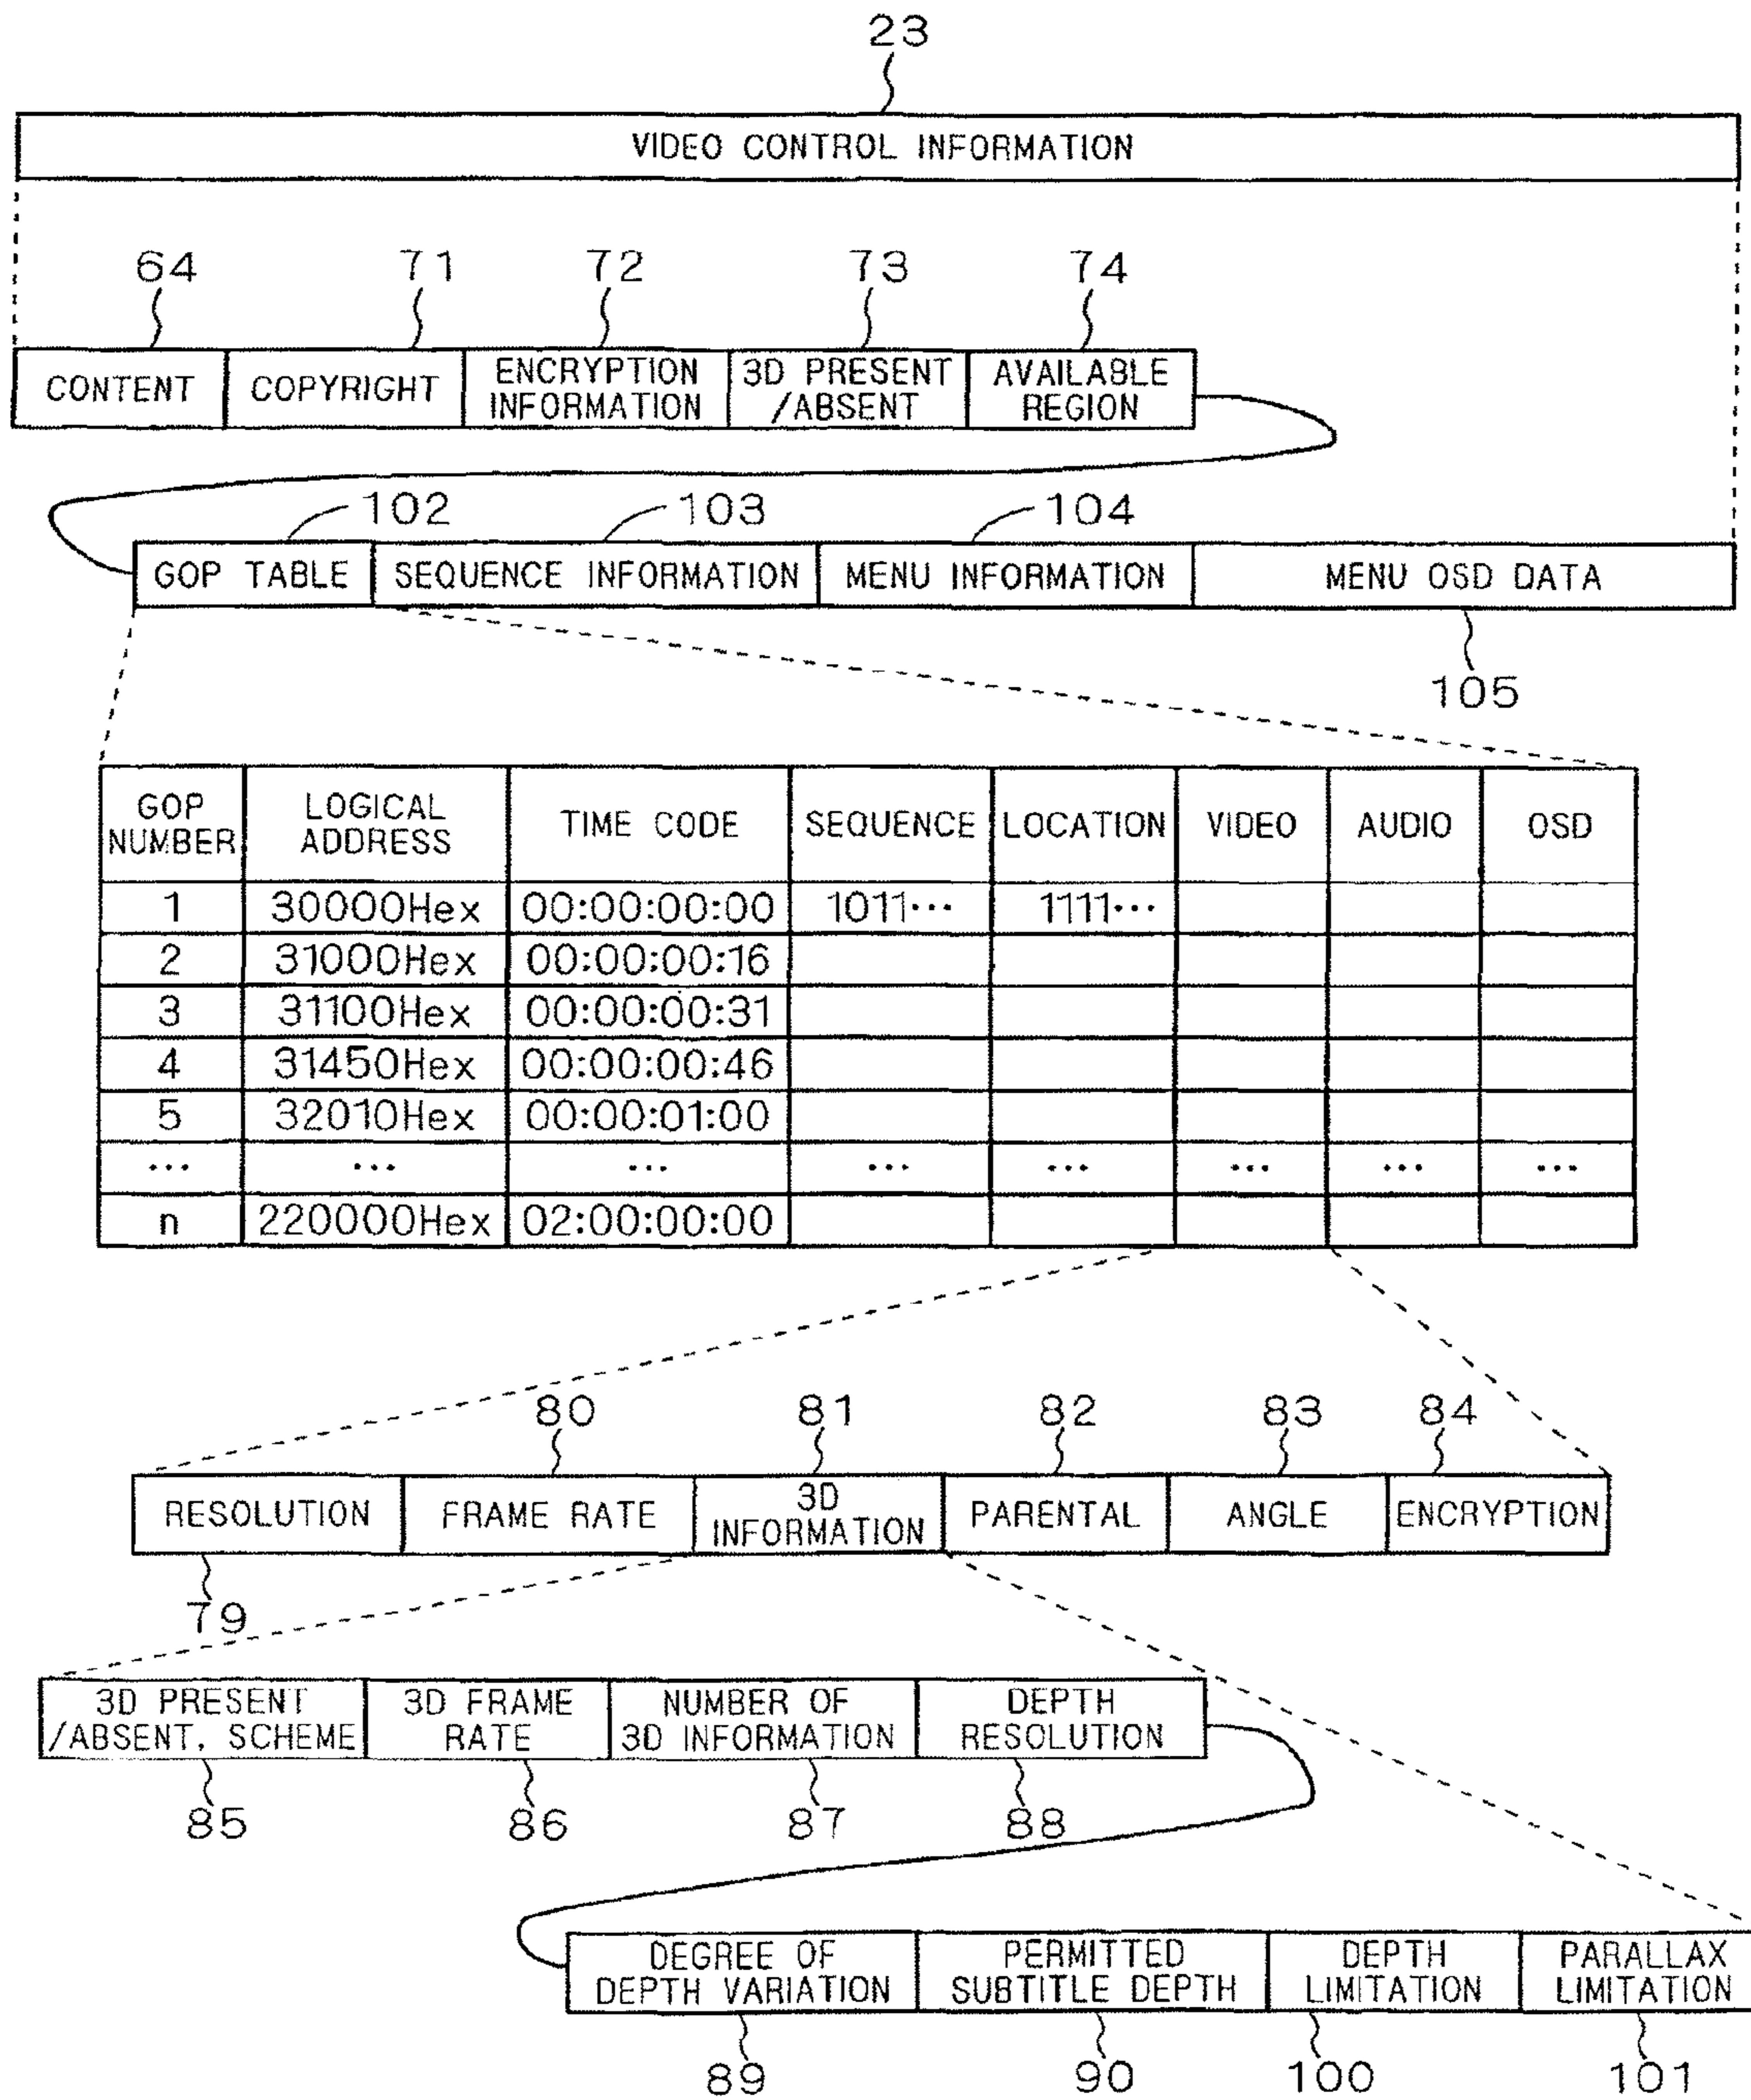 23
VIDEO CONTROL INFORMATION
64 71 72 73 74
CONTENT COPYRIGHT ENCRYPTION INFORMATION 3D PRESENT /ABSENT AVAILABLE REGION
102 103 104
GOP TABLE SEQUENCE INFORMATION MENU INFORMATION MENU OSD DATA
105
GOP NUMBER LOGICAL ADDRESS TIME CODE SEQUENCE LOCATION VIDEO AUDIO OSD
1 30000Hex 00:00:00:00 1011... 1111...
2 31000Hex 00:00:00:16
3 31100Hex 00:00:00:31
4 31450Hex 00:00:00:46
5 32010Hex 00:00:01:00
... ... ... ... ... ... ... ...
n 220000Hex 02:00:00:00
80 81 82 83 84
RESOLUTION FRAME RATE 3D INFORMATION PARENTAL ANGLE ENCRYPTION
79
3D PRESENT /ABSENT, SCHEME 3D FRAME RATE NUMBER OF 3D INFORMATION DEPTH RESOLUTION
85 86 87 88
DEGREE OF DEPTH VARIATION PERMITTED SUBTITLE DEPTH DEPTH LIMITATION PARALLAX LIMITATION
89 90 100 101